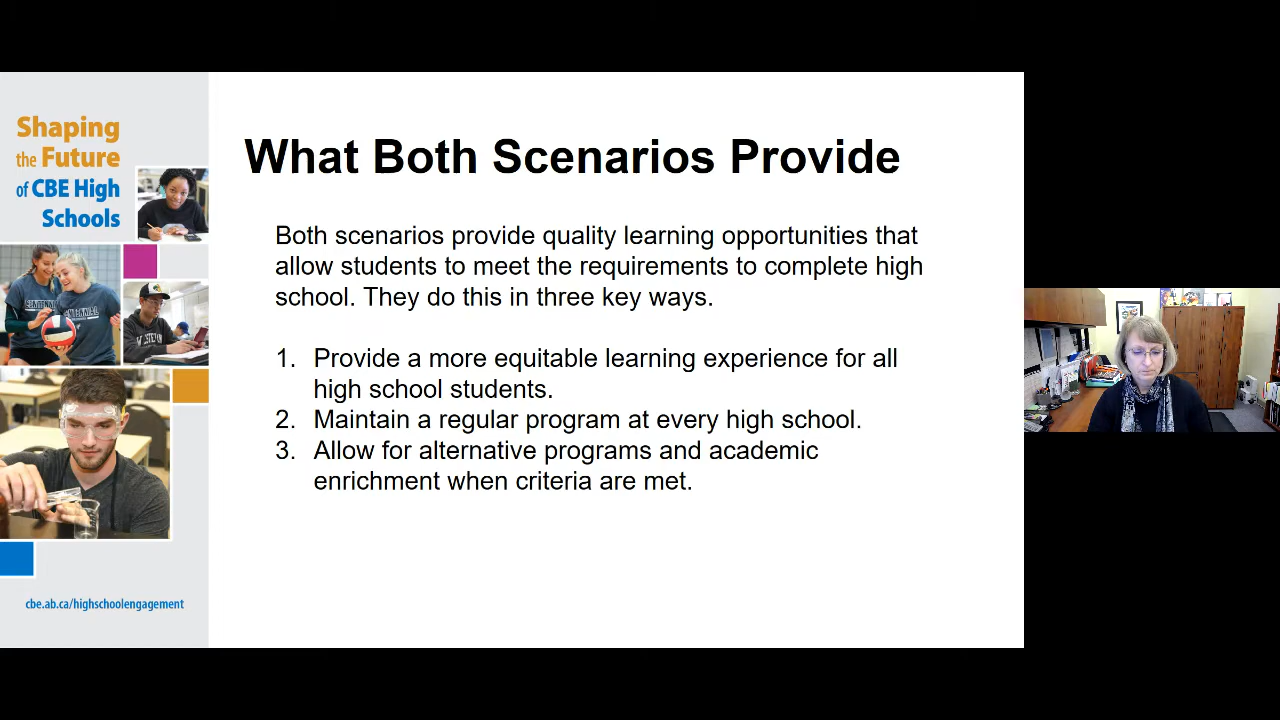 Shaping
the Future
of CBE High
Schools
What Both Scenarios Provide
Both scenarios provide quality learning opportunities that
allow students to meet the requirements to complete high
school. They do this in three key ways.
1. Provide a more equitable learning experience for all
high school students.
2. Maintain a regular program at every high school.
3. Allow for alternative programs and academic
enrichment when criteria are met.
cbe.ab.ca/highschoolengagement